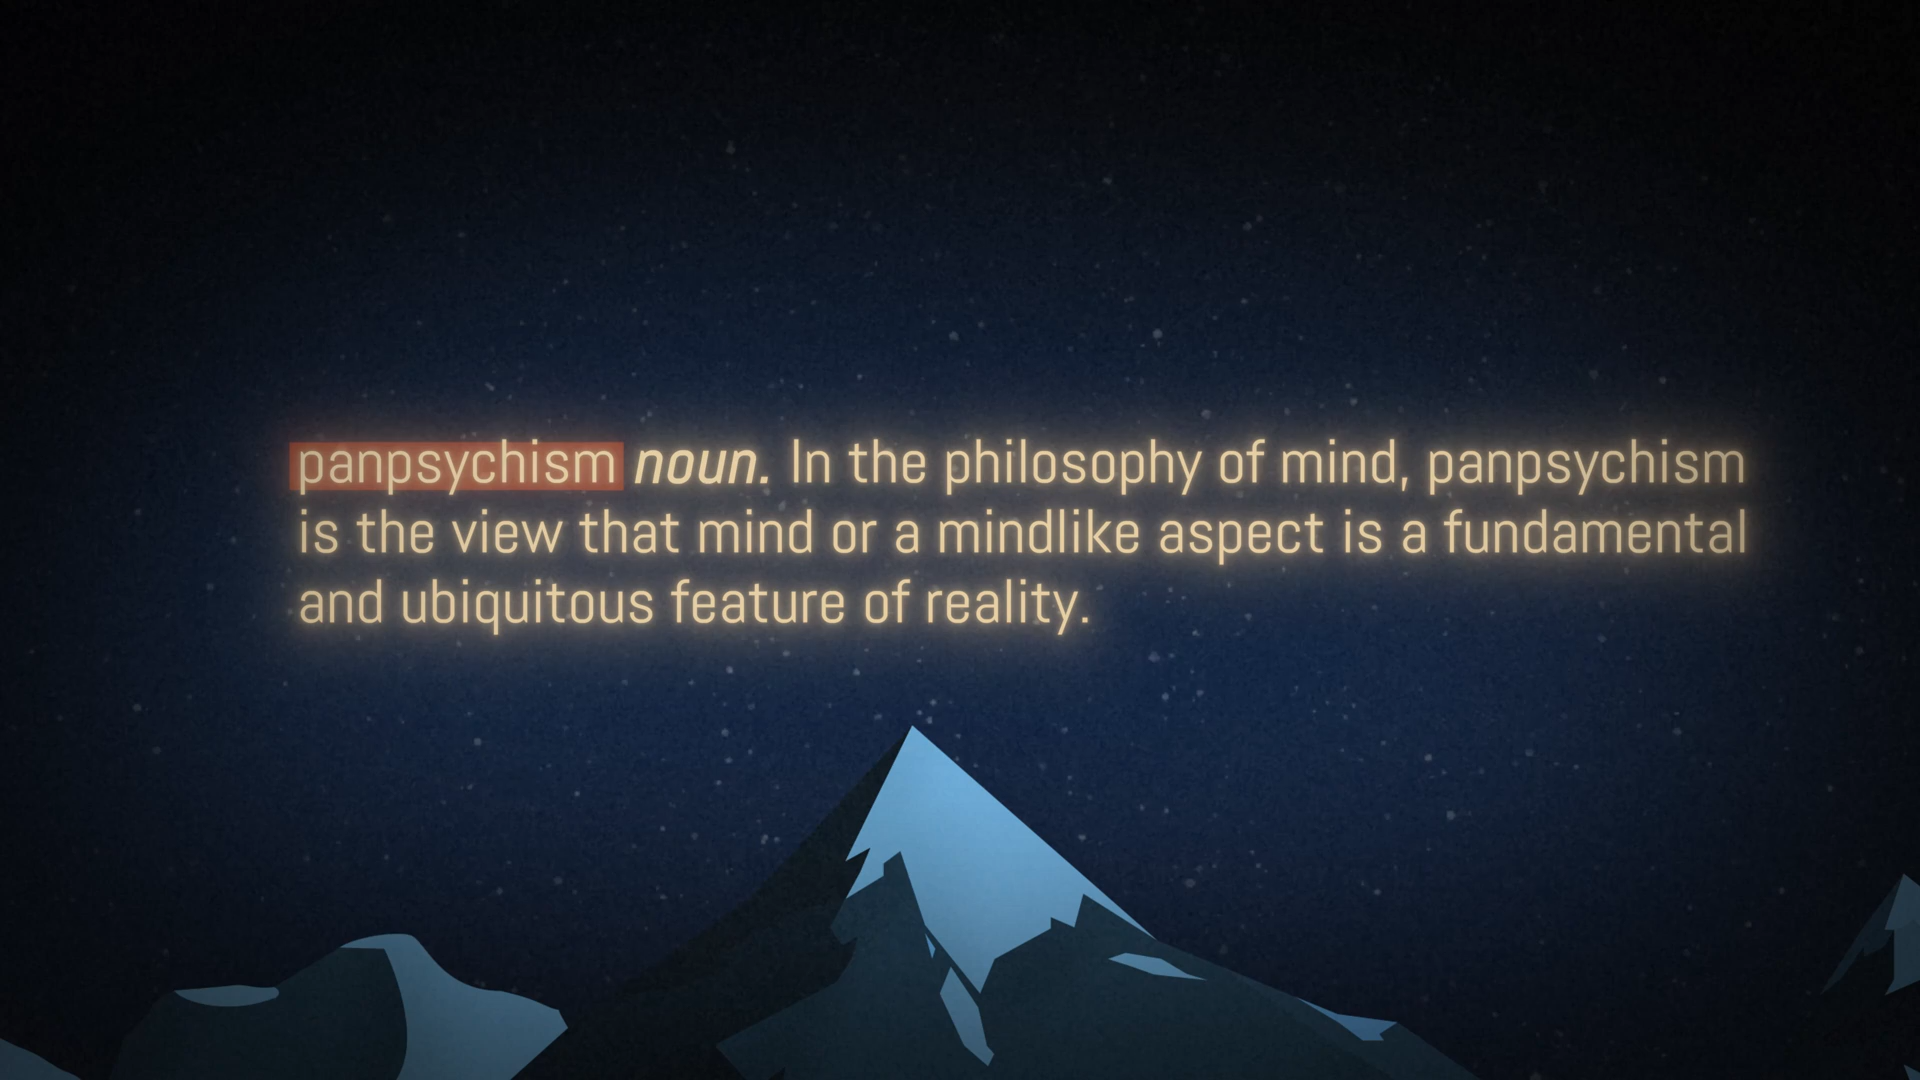 panpsychism noun. In the philosophy of mind, panpsychism
is the view that mind or a mindlike aspect is a fundamental
and ubiquitous feature of reality.